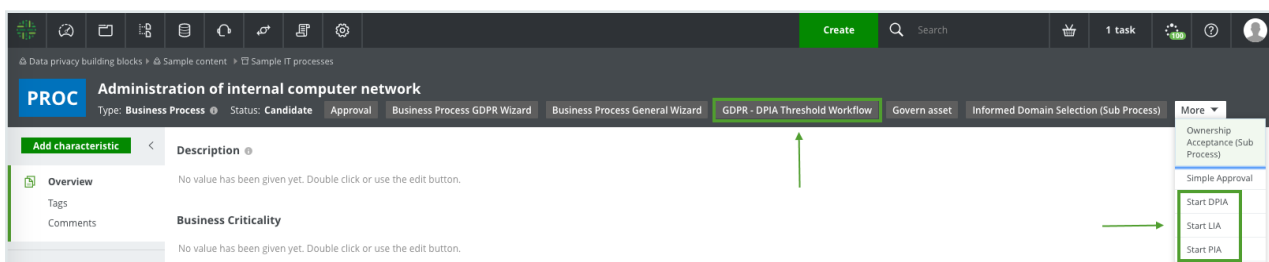 Create
Search
1 task
100
Data privacy building blocks
Sample content
Sample IT processes
PROC
Administration of internal computer network
Type: Business Process Status: Candidate
Approval
Business Process GDPR Wizard
Business Process General Wizard
GDPR - DPIA Threshold Workflow
Govern asset
Informed Domain Selection (Sub Process)
More
Ownership
Acceptance (Sub
Process)
Simple Approval
Start DPIA
Start LIA
Start PIA
Add characteristic
Overview
Tags
Comments
Description
No value has been given yet. Double click or use the edit button.
Business Criticality
No value has been given yet. Double click or use the edit button.